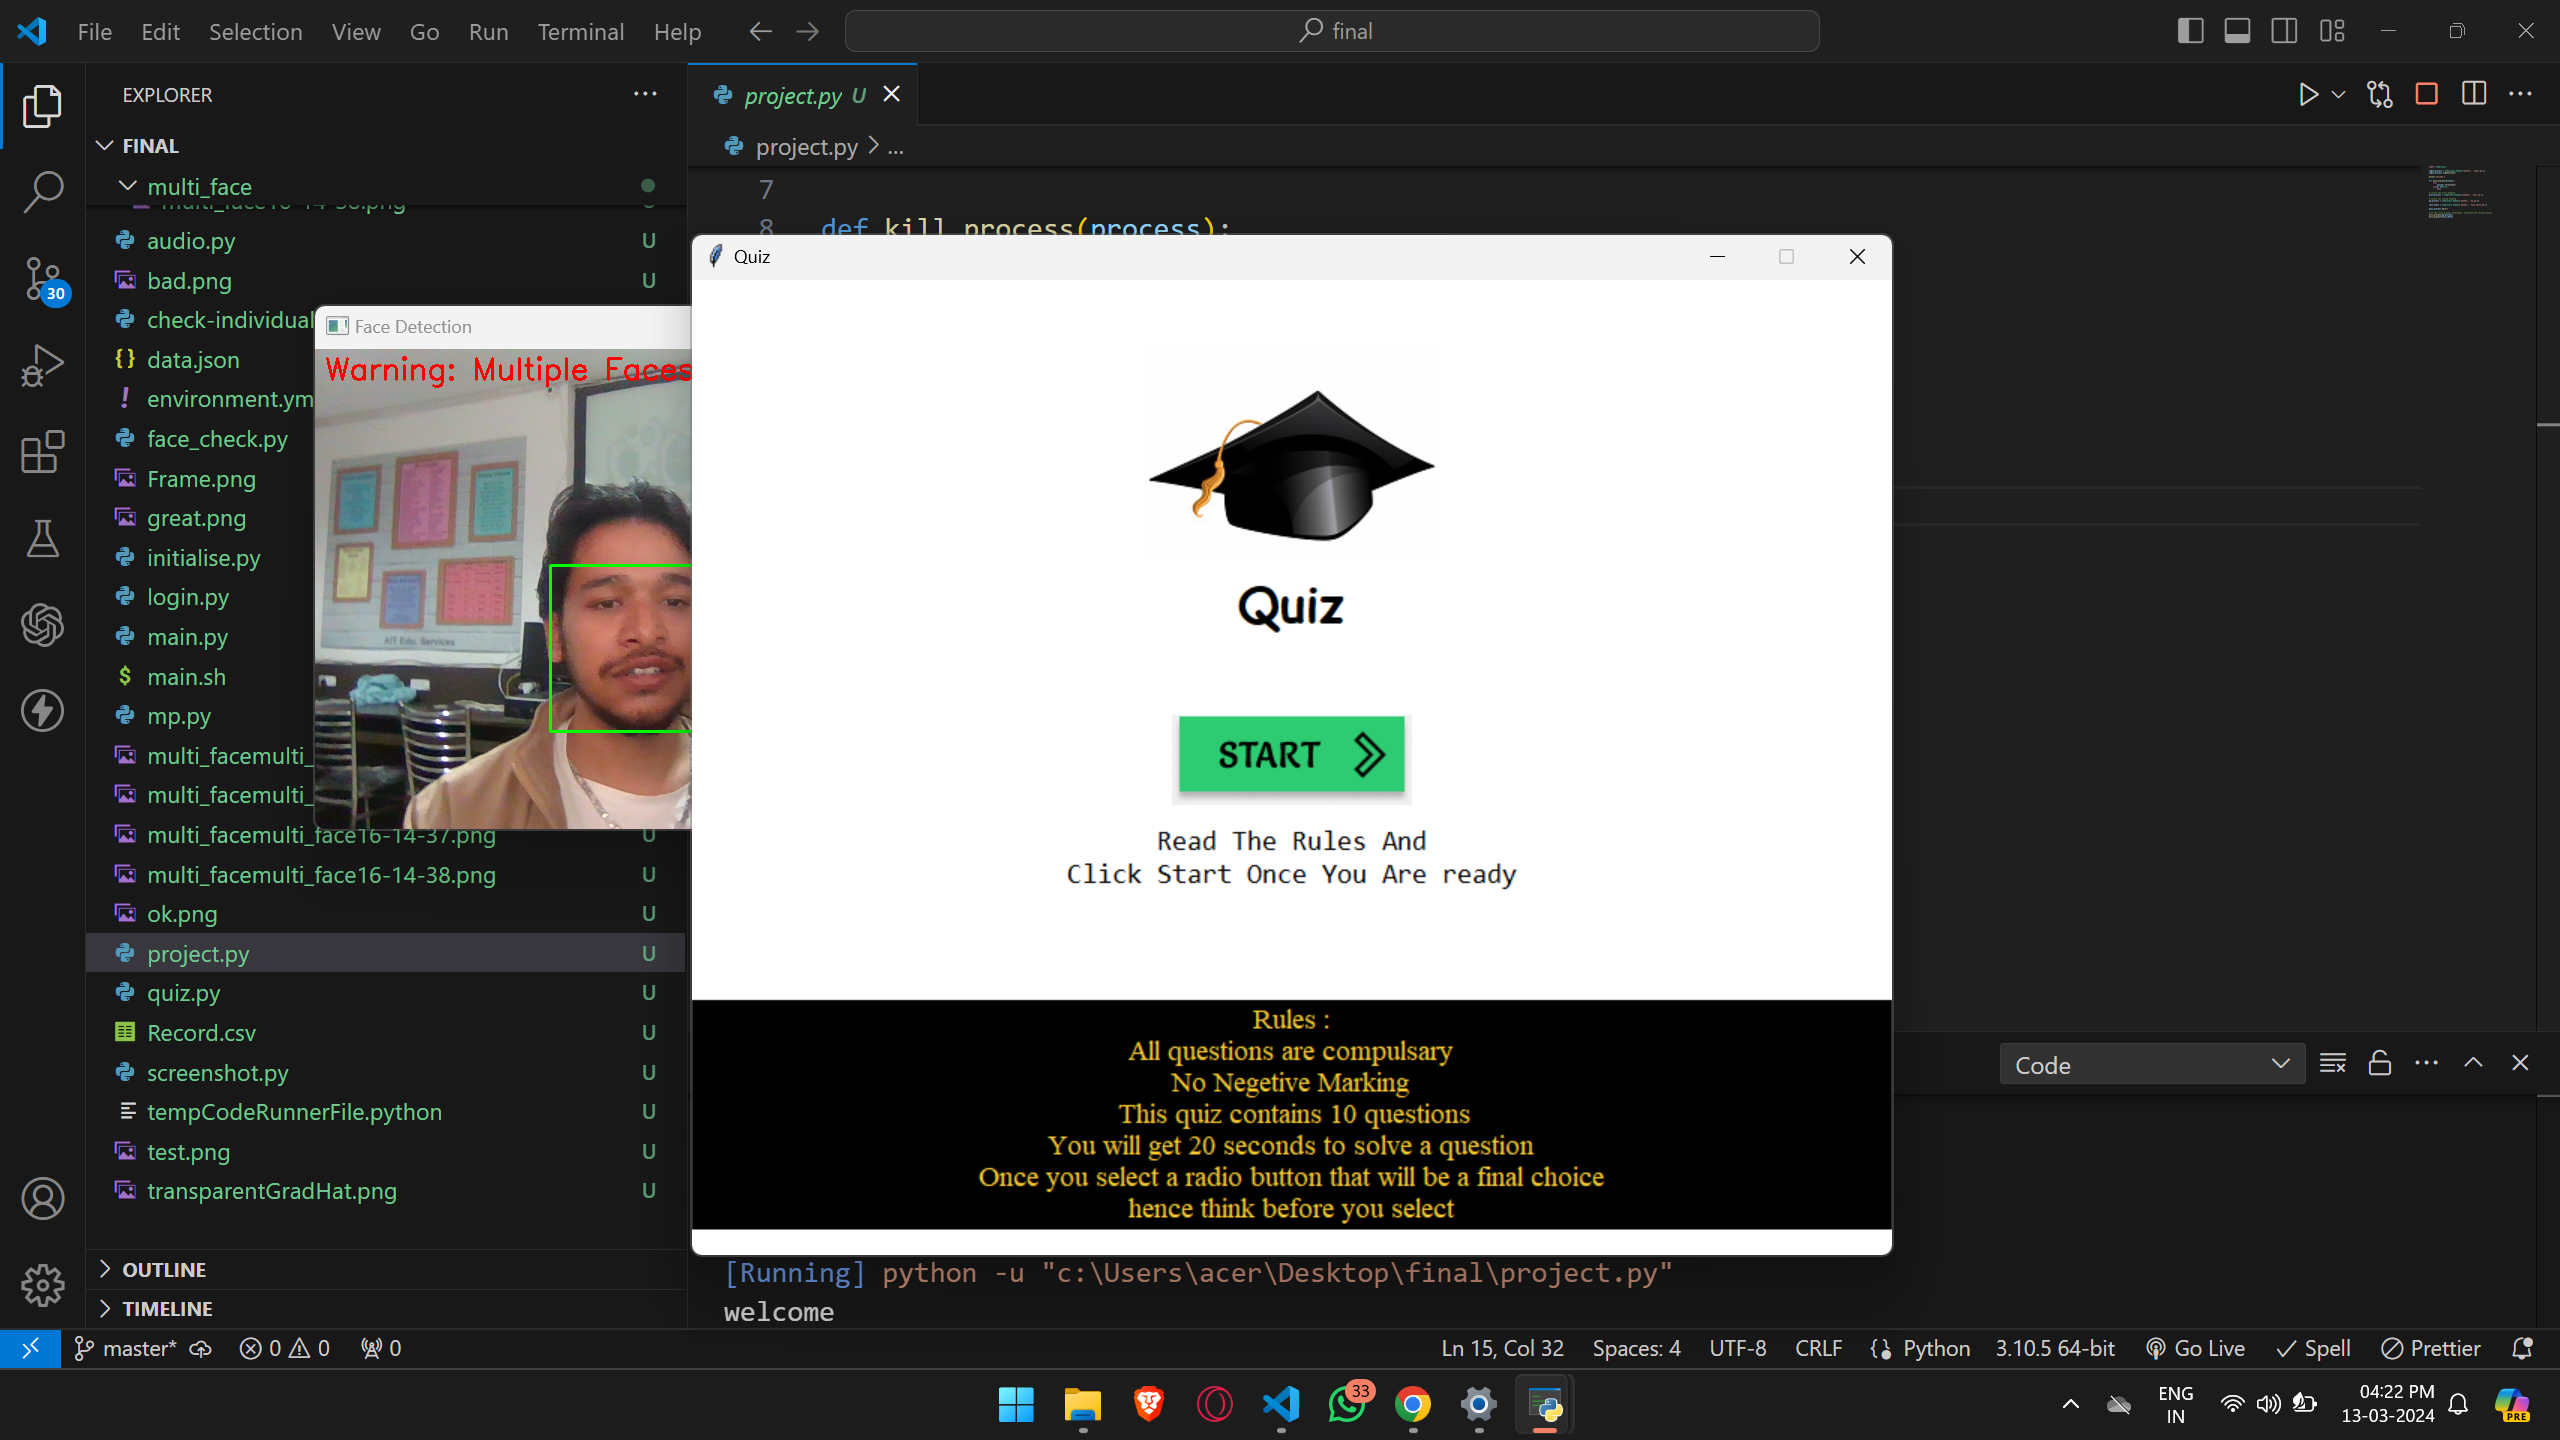 File Edit Selection View Go Run Terminal Help
final
EXPLORER
FINAL
multi_face
audio.py U
bad.png U
check-individual
data.json
environment.ym
face_check.py
Frame.png
great.png
initialise.py
login.py
main.py
main.sh
mp.py
multi_facemulti_
multi_facemulti_
multi_facemulti_face16-14-37.png U
multi_facemulti_face16-14-38.png U
ok.png U
project.py U
quiz.py U
Record.csv U
screenshot.py U
tempCodeRunnerFile.python U
test.png U
transparentGradHat.png U
OUTLINE
TIMELINE
30
project.py U
project.py > ...
7
8 def kill_process(process):
Face Detection
Warning: Multiple Faces
AIT Edu. Services
Quiz
Quiz
START
Read The Rules And
Click Start Once You Are ready
Rules :
All questions are compulsary
No Negetive Marking
This quiz contains 10 questions
You will get 20 seconds to solve a question
Once you select a radio button that will be a final choice
hence think before you select
Code
[Running] python -u "c:\Users\acer\Desktop\final\project.py"
welcome
master* 0 0 0
Ln 15, Col 32 Spaces: 4 UTF-8 CRLF Python 3.10.5 64-bit Go Live Spell Prettier
33
ENG
IN
04:22 PM
13-03-2024
PRE